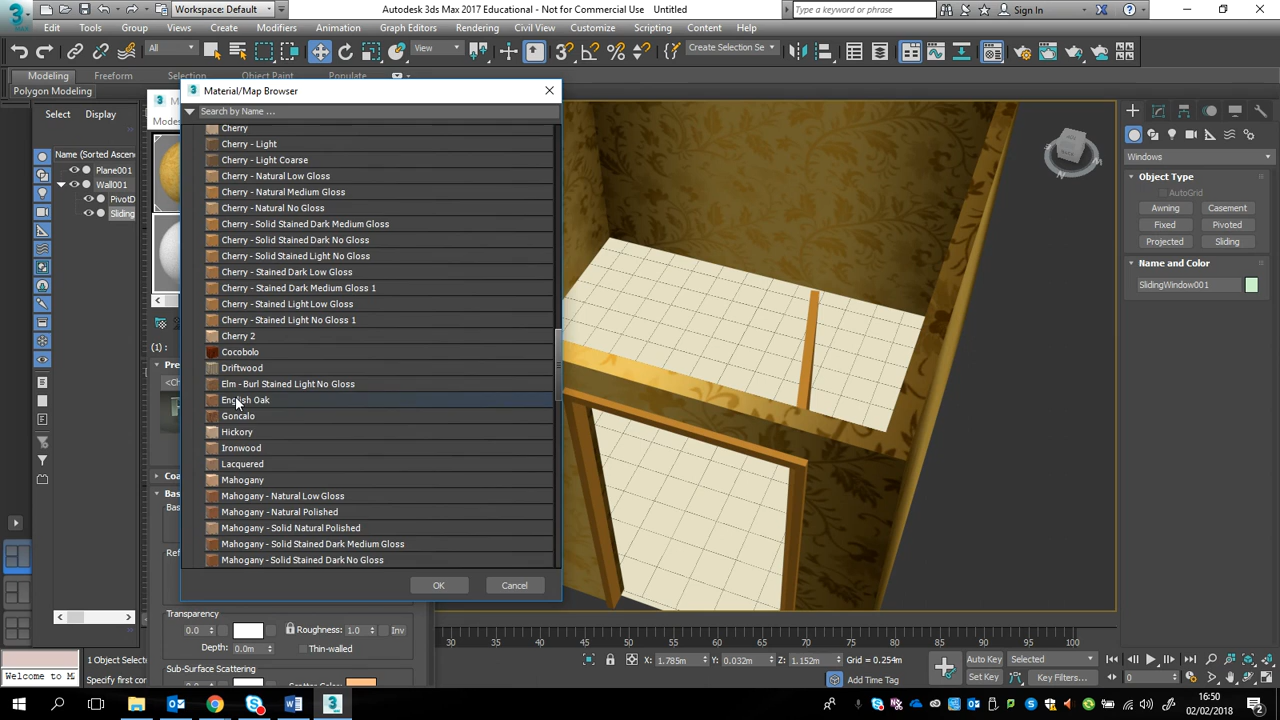 Workspace: Default
Autodesk 3ds Max 2017 Educational - Not for Commercial Use Untitled
Type a keyword or phrase
Sign In
MAX
Edit Tools Group Views Create Modifiers Animation Graph Editors Rendering Civil View Customize Scripting Content Help
All
View
Create Selection Se
Modeling Freeform Selection Object Paint Populate
Polygon Modeling
Material/Map Browser
Search by Name ...
Select Display
Name (Sorted Ascen
Plane001
Wall001
PivotD
Sliding
Cherry
Cherry - Light
Cherry - Light Coarse
Cherry - Natural Low Gloss
Cherry - Natural Medium Gloss
Cherry - Natural No Gloss
Cherry - Solid Stained Dark Medium Gloss
Cherry - Solid Stained Dark No Gloss
Cherry - Solid Stained Light No Gloss
Cherry - Stained Dark Low Gloss
Cherry - Stained Dark Medium Gloss 1
Cherry - Stained Light Low Gloss
Cherry - Stained Light No Gloss 1
Cherry 2
Cocobolo
Driftwood
Elm - Burl Stained Light No Gloss
English Oak
Goncalo
Hickory
Ironwood
Lacquered
Mahogany
Mahogany - Natural Low Gloss
Mahogany - Natural Polished
Mahogany - Solid Natural Polished
Mahogany - Solid Stained Dark Medium Gloss
Mahogany - Solid Stained Dark No Gloss
OK Cancel
(1) :
Transparency
0.0 Roughness: 1.0 Inv
Depth: 0.0m Thin-walled
Sub-Surface Scattering
Windows
Object Type
AutoGrid
Awning Casement
Fixed Pivoted
Projected Sliding
Name and Color
SlidingWindow001
30 35 40 45 50 55 60 65 70 75 80 85 90 95 100
1 Object Selec
Welcome to M
Specify first cor
X: 1.785m Y: 0.032m Z: 1.152m Grid = 0.254m
Add Time Tag
Auto Key Selected
Set Key Key Filters...
0
16:50
02/02/2018